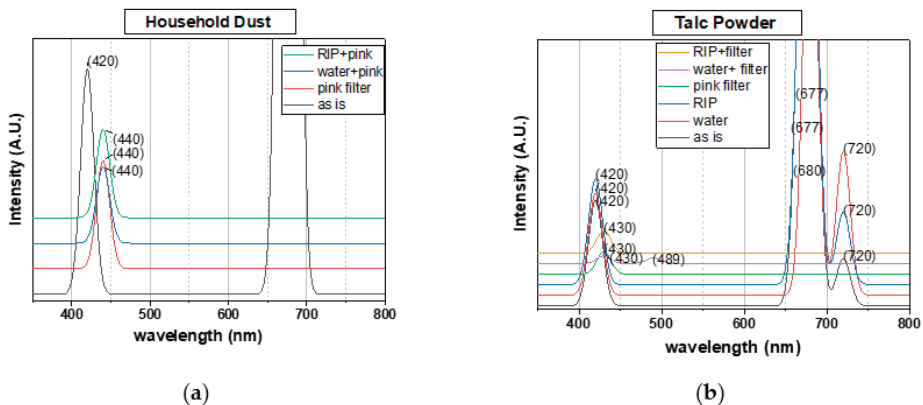 Household Dust
RIP+pink
water+pink
pink filter
as is
(420)
(440)
(440)
(440)
Intensity (A.U.)
400 500 600 700 800
wavelength (nm)
(a)
Talc Powder
RIP+filter
water+ filter
pink filter
RIP
water
as is
(677)
(677)
(680)
(720)
(720)
(720)
(420)
(420)
(420)
(430)
(430)
(430)
(489)
Intensity (A.U.)
400 500 600 700 800
wavelength (nm)
(b)